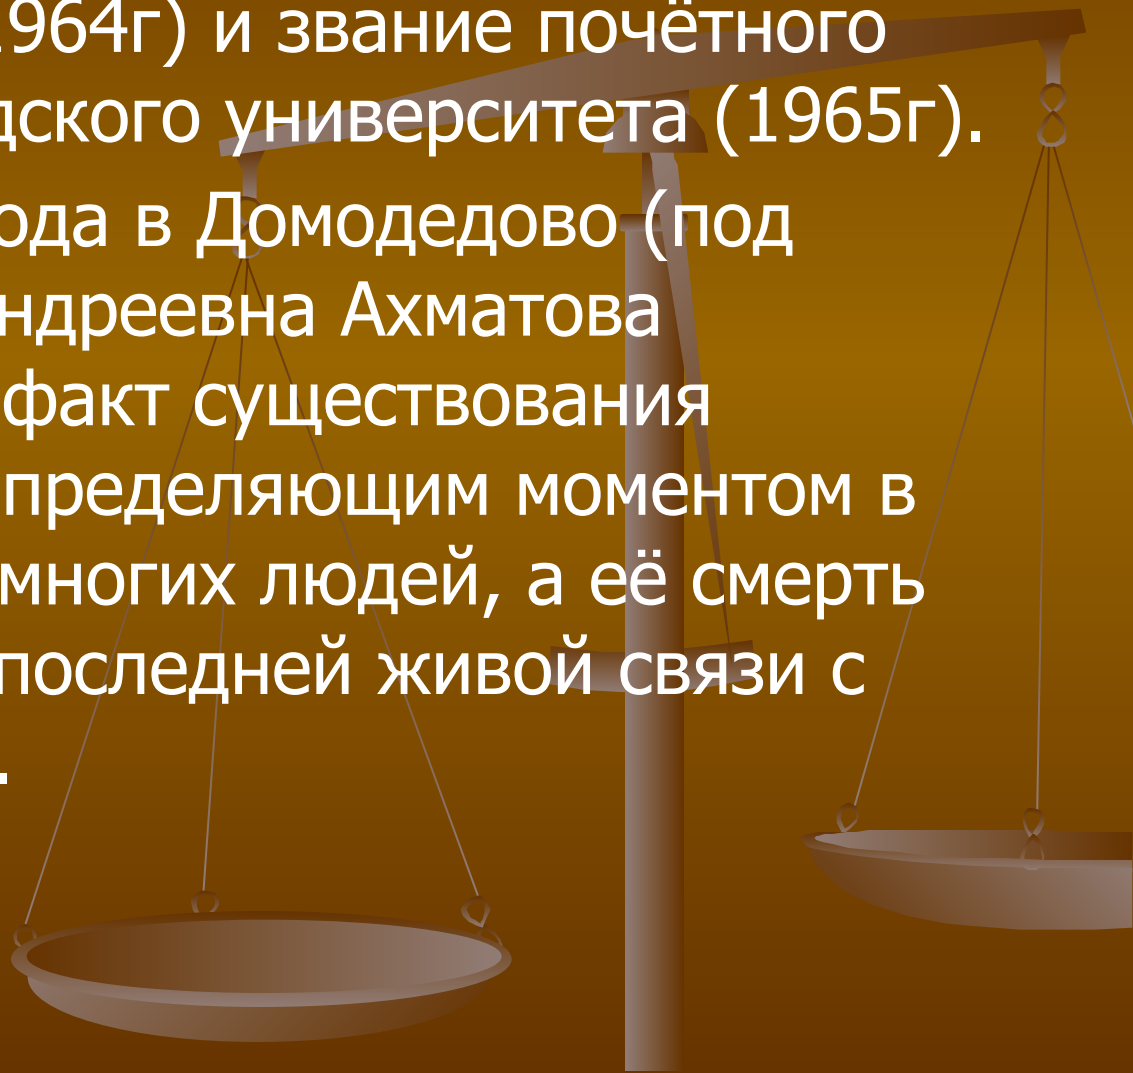 1964г) и звание почётного
дского университета (1965г).
ода в Домодедово (под
ндреевна Ахматова
факт существования
пределяющим моментом в
многих людей, а её смерть
последней живой связи с
.